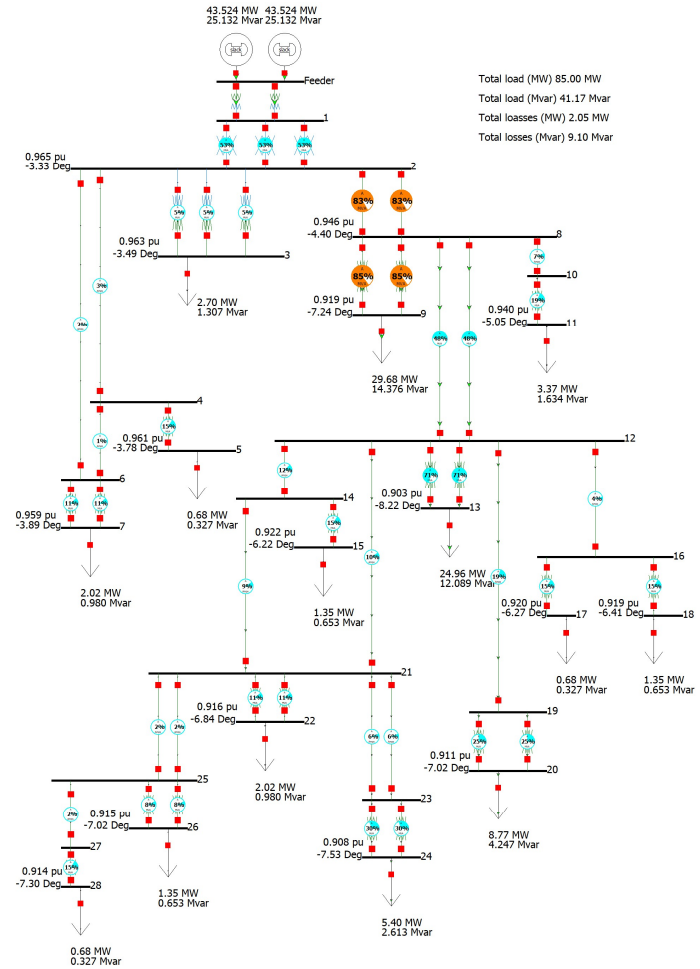 43.524 MW 43.524 MW
25.132 Mvar 25.132 Mvar
slack slack
Feeder
Total load (MW) 85.00 MW
Total load (Mvar) 41.17 Mvar
Total loasses (MW) 2.05 MW
Total losses (Mvar) 9.10 Mvar
1
53% 53% 53%
0.965 pu
-3.33 Deg
2
83% 83%
5% 5% 5%
0.946 pu
-4.40 Deg
8
0.963 pu
-3.49 Deg
3
7%
10
85% 85%
3%
19%
2.70 MW
1.307 Mvar
0.919 pu
-7.24 Deg
9
0.940 pu
-5.05 Deg
11
48% 48%
29.68 MW
14.376 Mvar
3.37 MW
1.634 Mvar
4
15%
1%
0.961 pu
-3.78 Deg
5
12
6
12%
71% 71%
11% 11%
0.68 MW
0.327 Mvar
14
0.903 pu
-8.22 Deg
13
4%
0.959 pu
-3.89 Deg
7
15%
0.922 pu
-6.22 Deg
15
10%
16
24.96 MW
12.089 Mvar
19%
15% 15%
2.02 MW
0.980 Mvar
9%
1.35 MW
0.653 Mvar
0.920 pu
-6.27 Deg
17
0.919 pu
-6.41 Deg
18
21
0.68 MW
0.327 Mvar
1.35 MW
0.653 Mvar
11% 11%
0.916 pu
-6.84 Deg
22
19
2% 2%
6% 6%
25% 25%
0.911 pu
-7.02 Deg
20
25
2.02 MW
0.980 Mvar
23
8% 8%
0.915 pu
-7.02 Deg
26
2%
30% 30%
8.77 MW
4.247 Mvar
27
0.908 pu
-7.53 Deg
24
15%
0.914 pu
-7.30 Deg
28
1.35 MW
0.653 Mvar
5.40 MW
2.613 Mvar
0.68 MW
0.327 Mvar